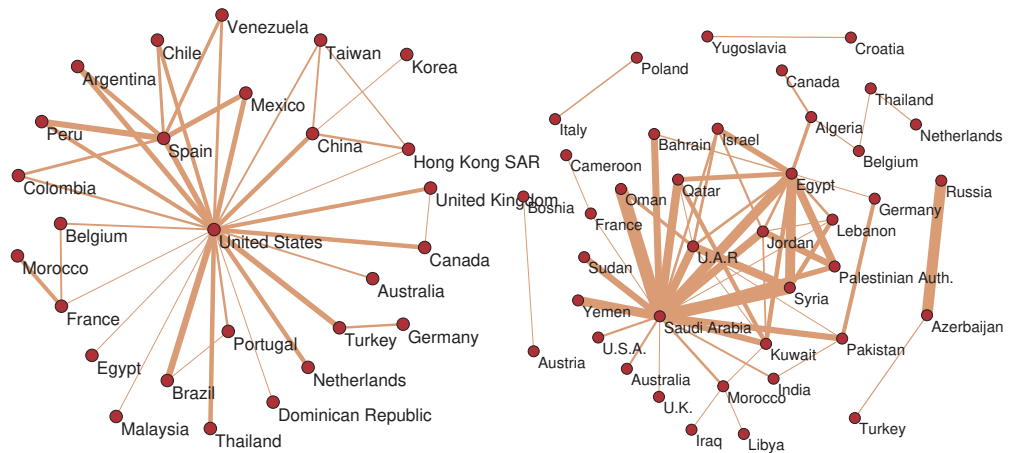 Venezuela
Chile
Taiwan
Korea
Argentina
Mexico
Peru
Spain
China
Hong Kong SAR
Colombia
United Kingdom
Belgium
United States
Canada
Morocco
Australia
France
Portugal
Turkey
Germany
Egypt
Netherlands
Brazil
Dominican Republic
Malaysia
Thailand
Yugoslavia
Croatia
Poland
Canada
Thailand
Italy
Bahrain
Israel
Algeria
Netherlands
Cameroon
Belgium
Qatar
Egypt
Russia
Oman
Bosnia
Germany
France
Lebanon
Jordan
U.A.R
Sudan
Palestinian Auth.
Syria
Yemen
Saudi Arabia
Azerbaijan
U.S.A.
Kuwait
Pakistan
Austria
Australia
India
Morocco
U.K.
Turkey
Iraq
Libya